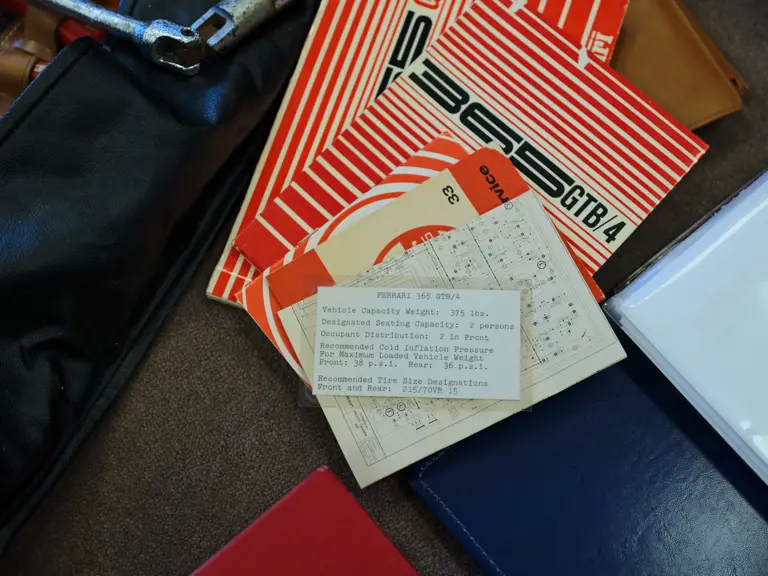 365
GTB/4
33
FERRARI 365 GTB/4
Vehicle Capacity Weight: 375 lbs.
Designated Seating Capacity: 2 persons
Occupant Distribution: 2 in Front
Recommended Cold Inflation Pressure
For Maximum Loaded Vehicle Weight
Front: 38 p.s.i. Rear: 36 p.s.i.
Recommended Tire Size Designations
Front and Rear: 215/70VR 15